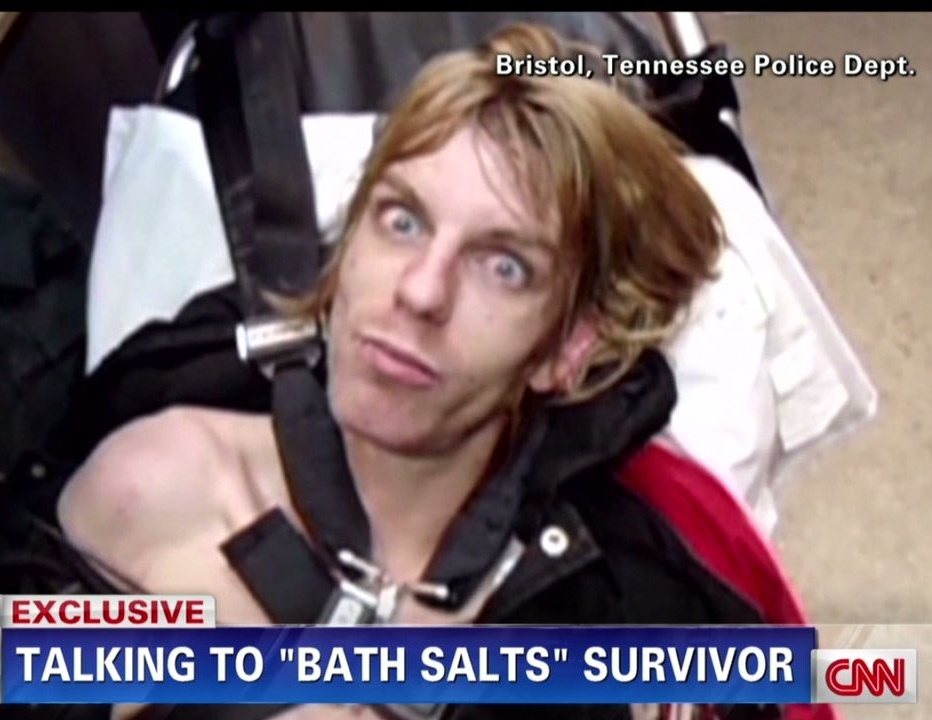 Bristol, Tennessee Police Dept.
EXCLUSIVE
TALKING TO "BATH SALTS" SURVIVOR
CNN